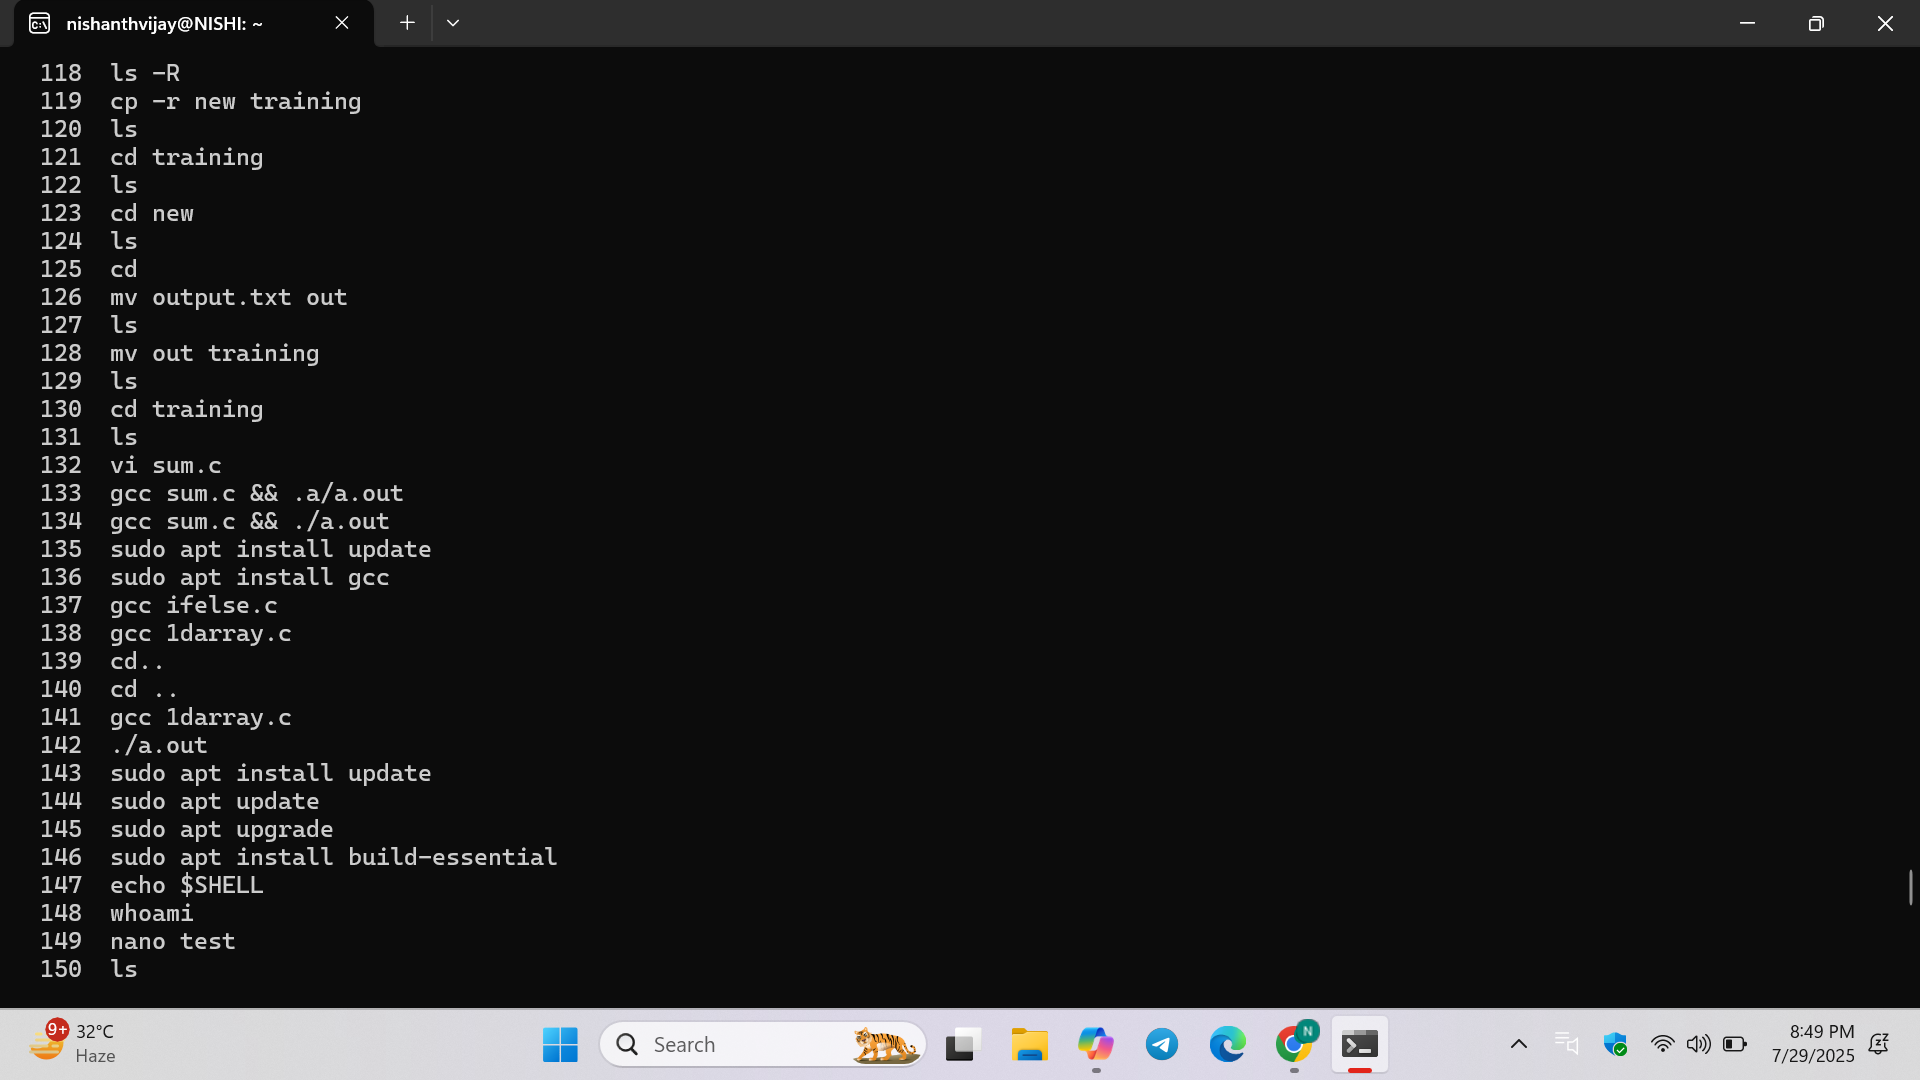 nishanthvijay@NISHI: ~
118 ls -R
119 cp -r new training
120 ls
121 cd training
122 ls
123 cd new
124 ls
125 cd
126 mv output.txt out
127 ls
128 mv out training
129 ls
130 cd training
131 ls
132 vi sum.c
133 gcc sum.c && .a/a.out
134 gcc sum.c && ./a.out
135 sudo apt install update
136 sudo apt install gcc
137 gcc ifelse.c
138 gcc 1darray.c
139 cd..
140 cd ..
141 gcc 1darray.c
142 ./a.out
143 sudo apt install update
144 sudo apt update
145 sudo apt upgrade
146 sudo apt install build-essential
147 echo $SHELL
148 whoami
149 nano test
150 ls
9+ 32°C
Haze
Search
N
8:49 PM
7/29/2025